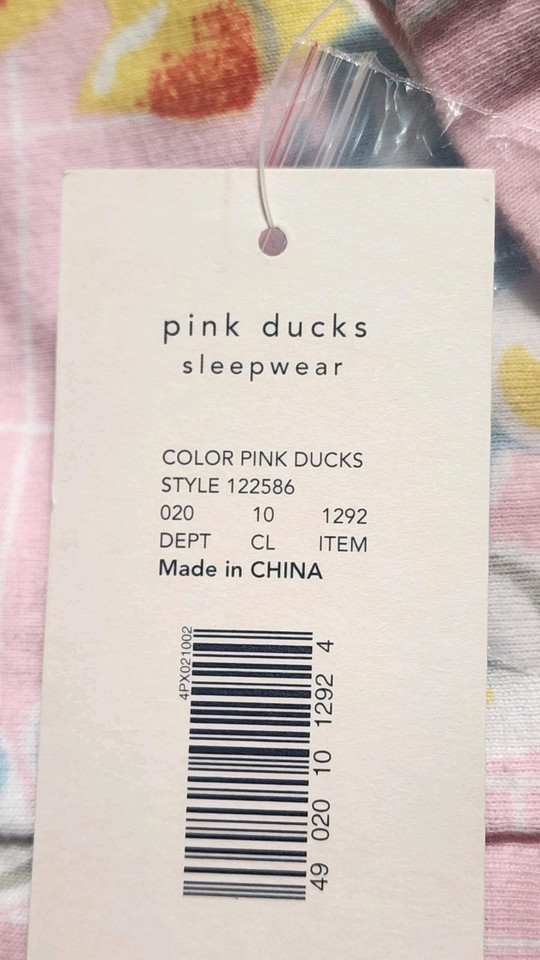 pink ducks
sleepwear
COLOR PINK DUCKS
STYLE 122586
020 10 1292
DEPT CL ITEM
Made in CHINA
4PX021002
49 020 10 1292 4